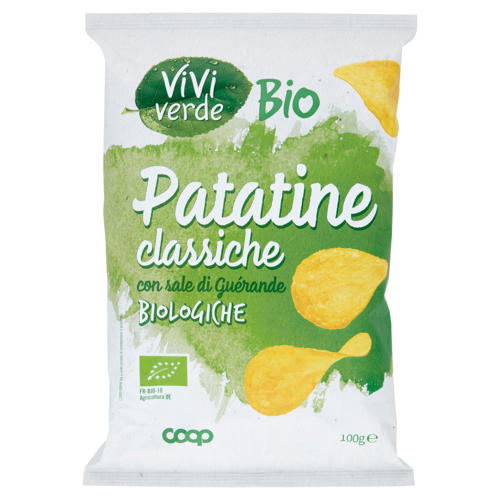 ViVi
verde
Bio
Patatine
classiche
con sale di Guérande
BIOLOGICHE
FR-BIO-10
Agricoltura UE
coop
100g e